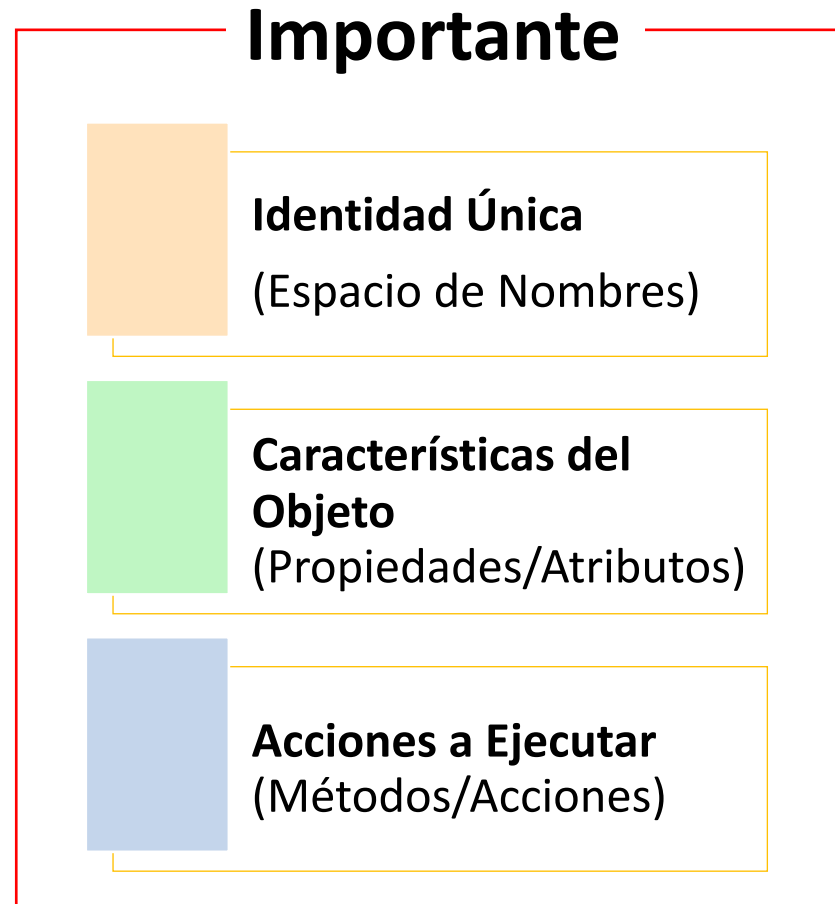 Importante
Identidad Única
(Espacio de Nombres)
Características del
Objeto
(Propiedades/Atributos)
Acciones a Ejecutar
(Métodos/Acciones)